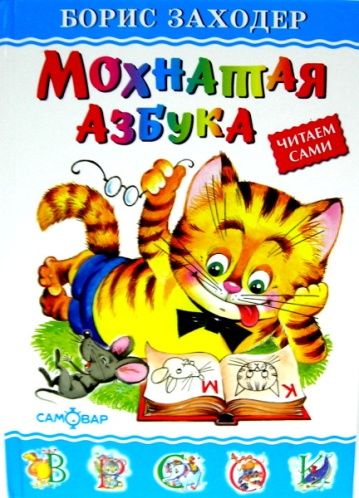 БОРИС ЗАХОДЕР
МОХНАТАЯ
АЗБУКА
ЧИТАЕМ
САМИ
М К
САМОВАР
В Р С О К